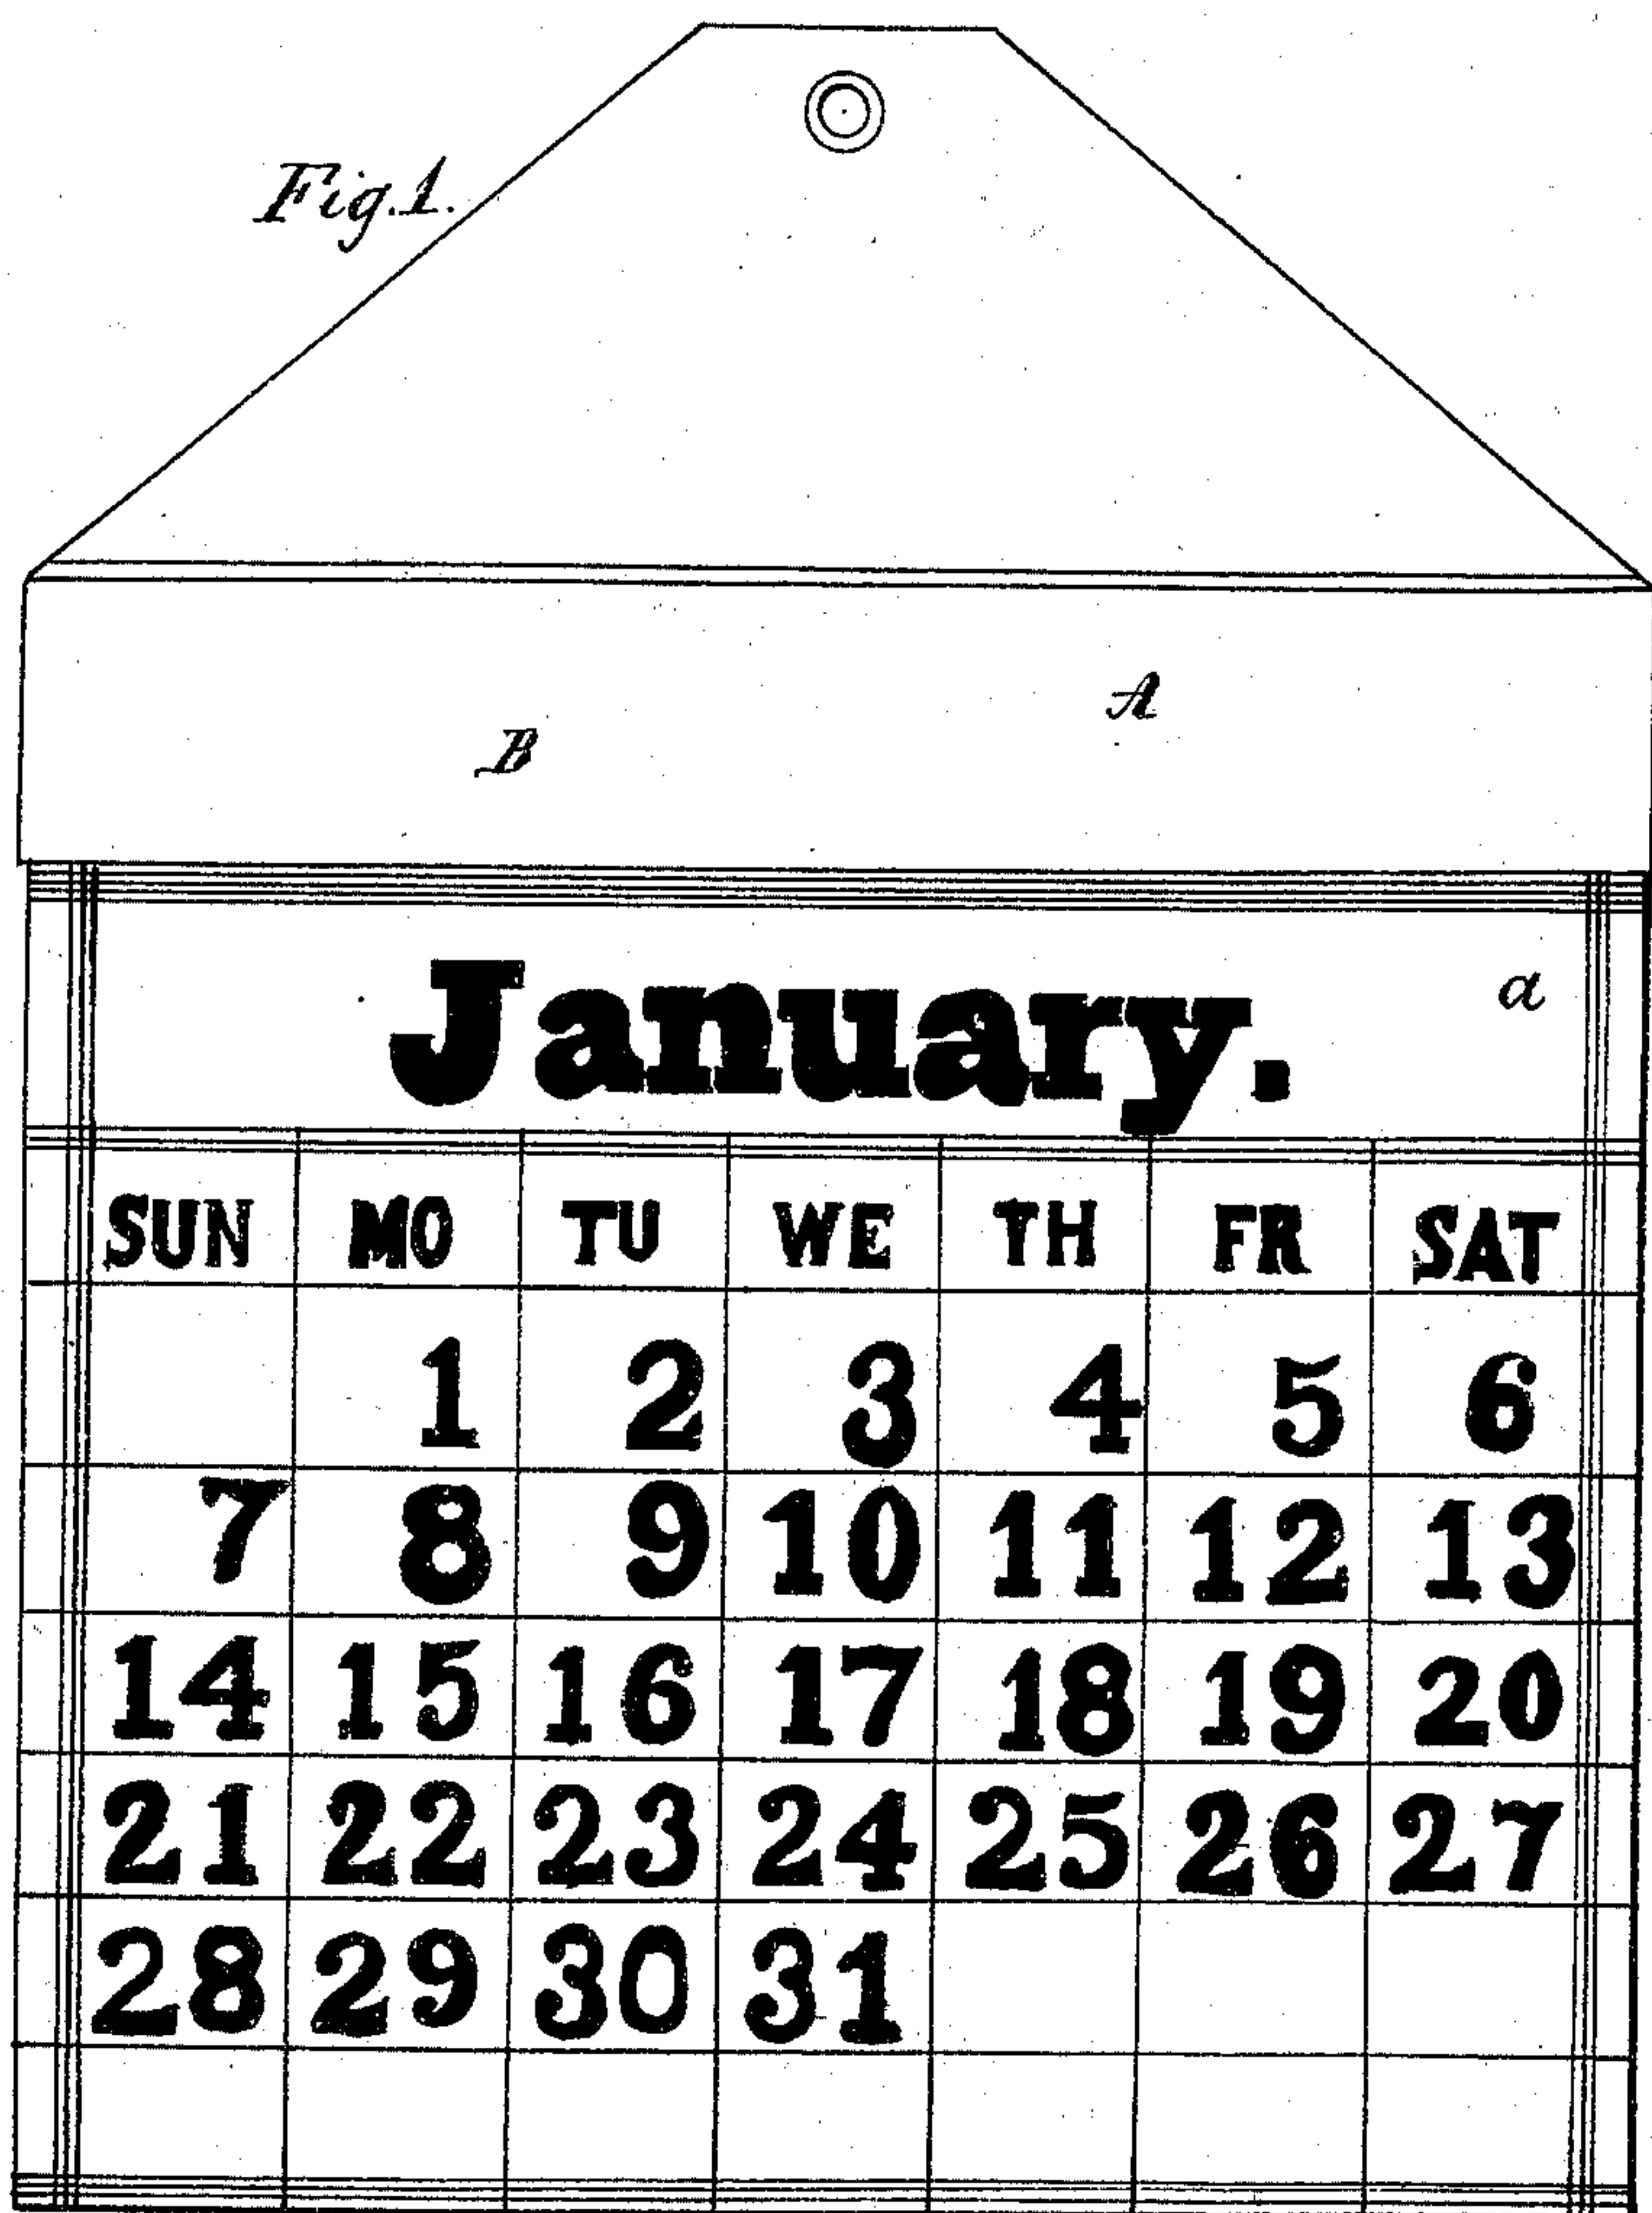 Fig.1.
A
B
January.
a
SUN MO TU WE TH FR SAT
1 2 3 4 5 6
7 8 9 10 11 12 13
14 15 16 17 18 19 20
21 22 23 24 25 26 27
28 29 30 31